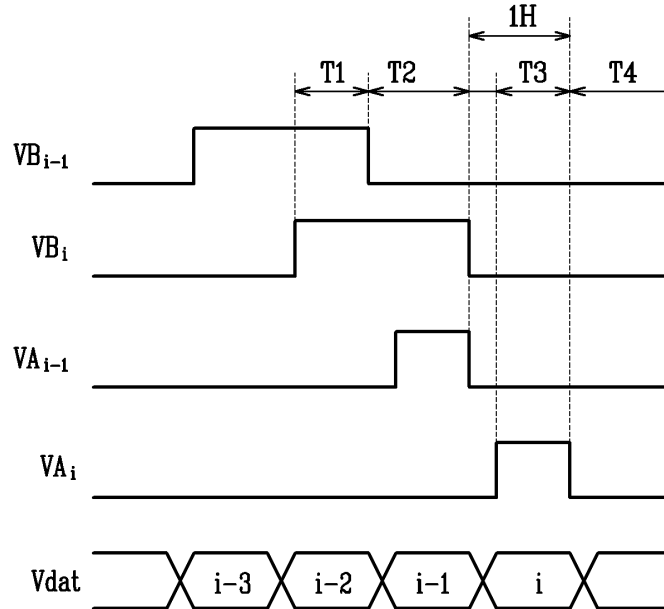 1H
T1 T2 T3 T4
VBi-1
VBi
VAi-1
VAi
Vdat i-3 i-2 i-1 i